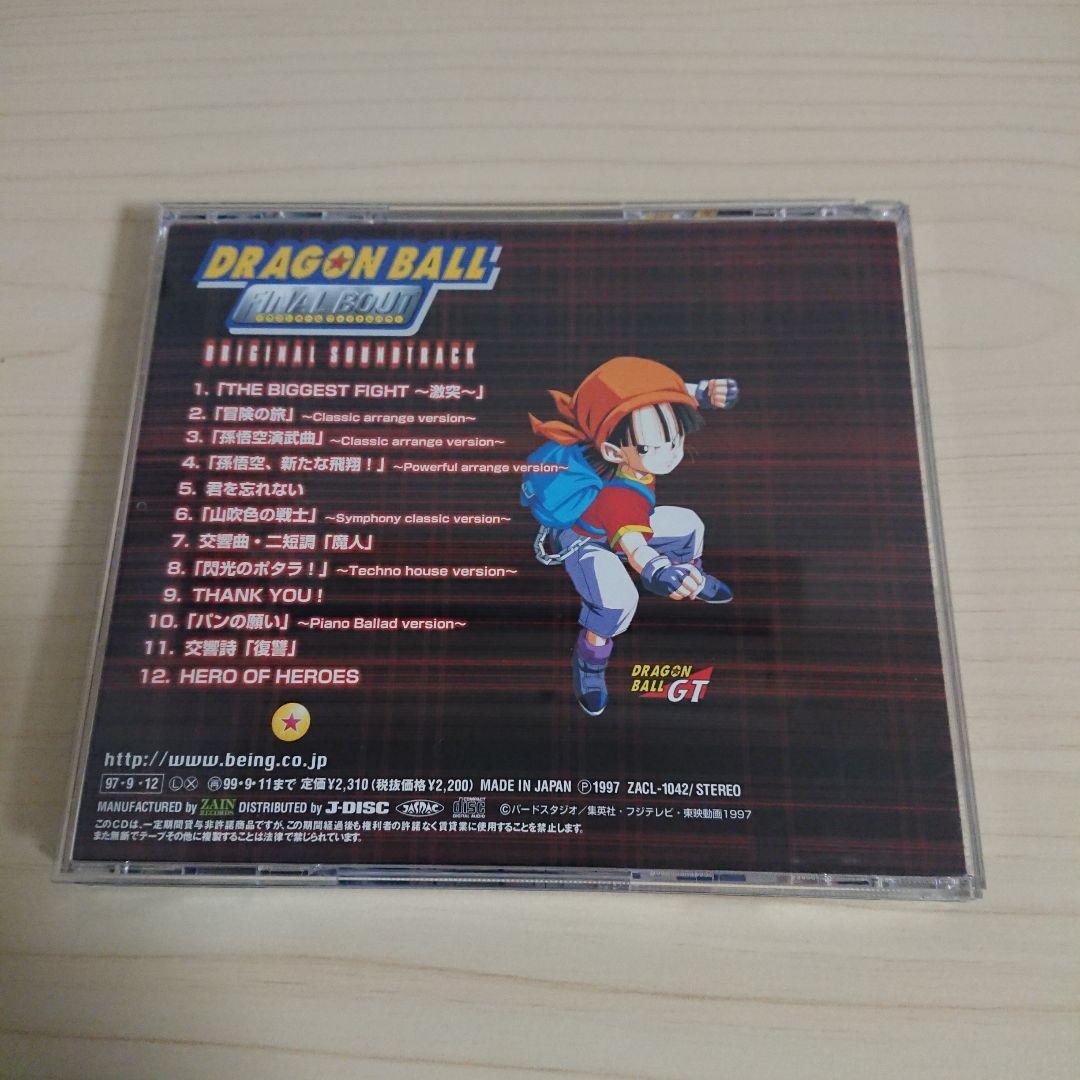 DRAGON BALL
FINAL BOUT
ORIGINAL SOUNDTRACK
1.「THE BIGGEST FIGHT ～激突～」
2.「冒険の旅」～Classic arrange version～
3.「孫悟空演武曲」～Classic arrange version～
4.「孫悟空、新たな飛翔！」～Powerful arrange version～
5. 君を忘れない
6.「山吹色の戦士」～Symphony classic version～
7. 交響曲・二短調「魔人」
8.「閃光のポタラ！」～Techno house version～
9. THANK YOU！
10.「パンの願い」～Piano Ballad version～
11. 交響詩「復讐」
12. HERO OF HEROES
DRAGON
BALL GT
http://www.being.co.jp
97・9・12 Ⓛ Ⓧ ㋐99・9・11まで 定価¥2,310(税抜価格¥2,200) MADE IN JAPAN Ⓟ1997 ZACL-1042/STEREO
MANUFACTURED by ZAIN RECORDS DISTRIBUTED by J-DISC JASRAC COMPACT disc DIGITAL AUDIO ©バードスタジオ／集英社・フジテレビ・東映動画1997
このCDは、一定期間貸与非許諾商品ですが、この期間経過後も権利者の許諾なく賃貸業に使用することを禁止します。
また無断でテープその他に複製することは法律で禁じられています。